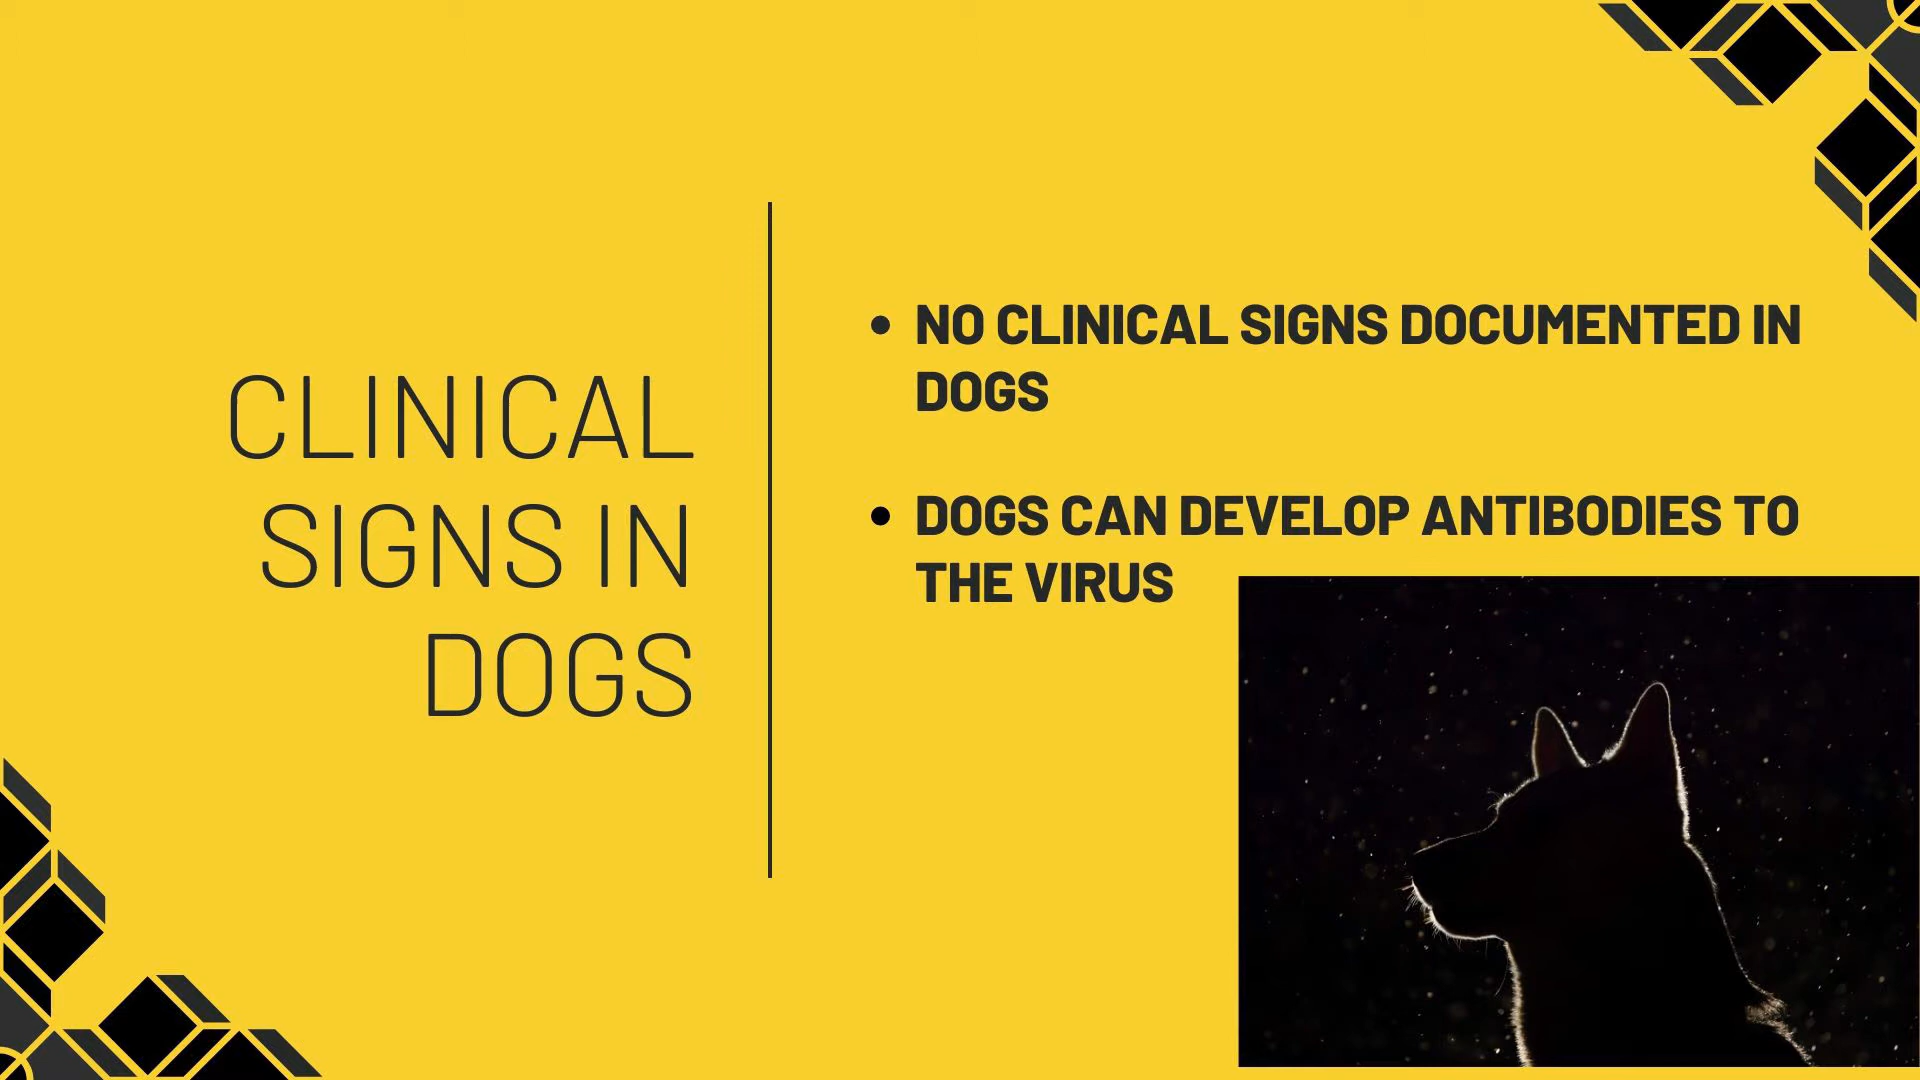 CLINICAL
SIGNS IN
DOGS
NO CLINICAL SIGNS DOCUMENTED IN
DOGS
DOGS CAN DEVELOP ANTIBODIES TO
THE VIRUS